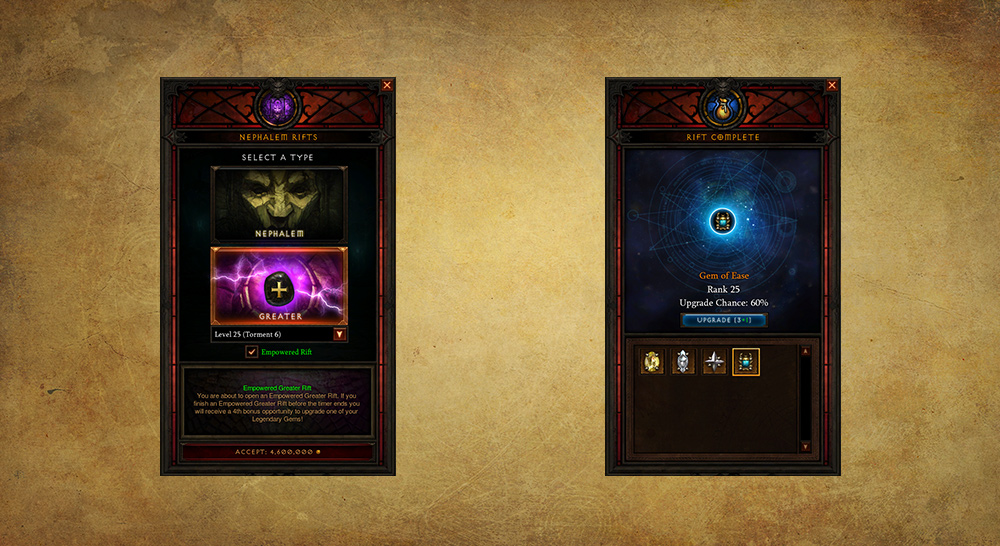 NEPHALEM RIFTS
SELECT A TYPE
NEPHALEM
GREATER
Level 25 (Torment 6)
Empowered Rift
Empowered Greater Rift
You are about to open an Empowered Greater Rift. If you
finish an Empowered Greater Rift before the timer ends you
will receive a 4th bonus opportunity to upgrade one of your
Legendary Gems!
ACCEPT: 4,600,000
RIFT COMPLETE
Gem of Ease
Rank 25
Upgrade Chance: 60%
UPGRADE (3+1)